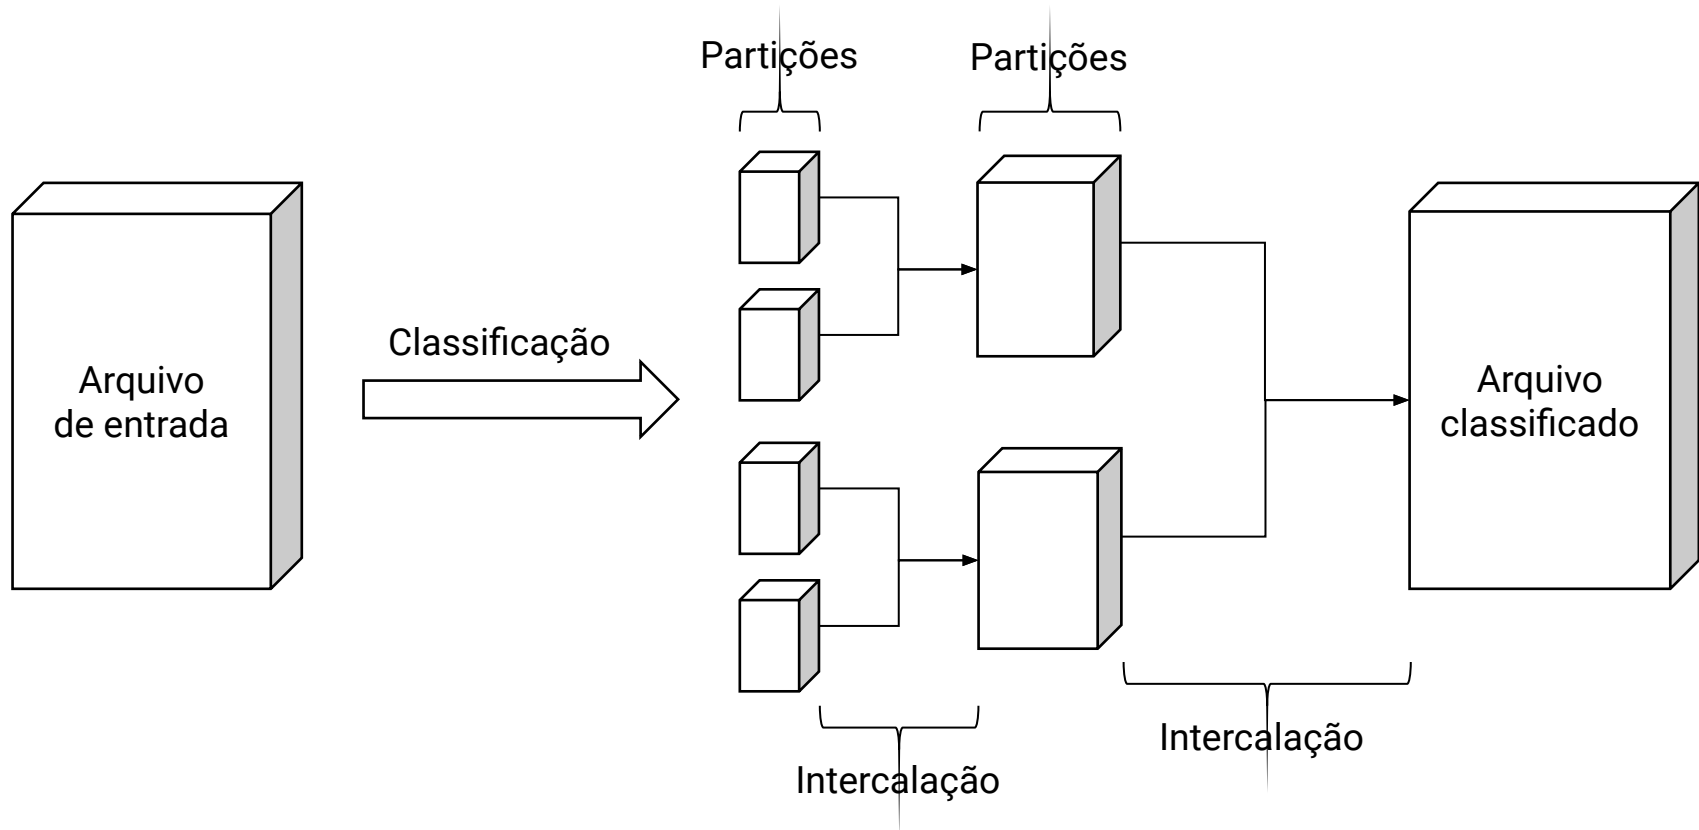 Partições
Partições
Classificação
Arquivo
de entrada
Arquivo
classificado
Intercalação
Intercalação